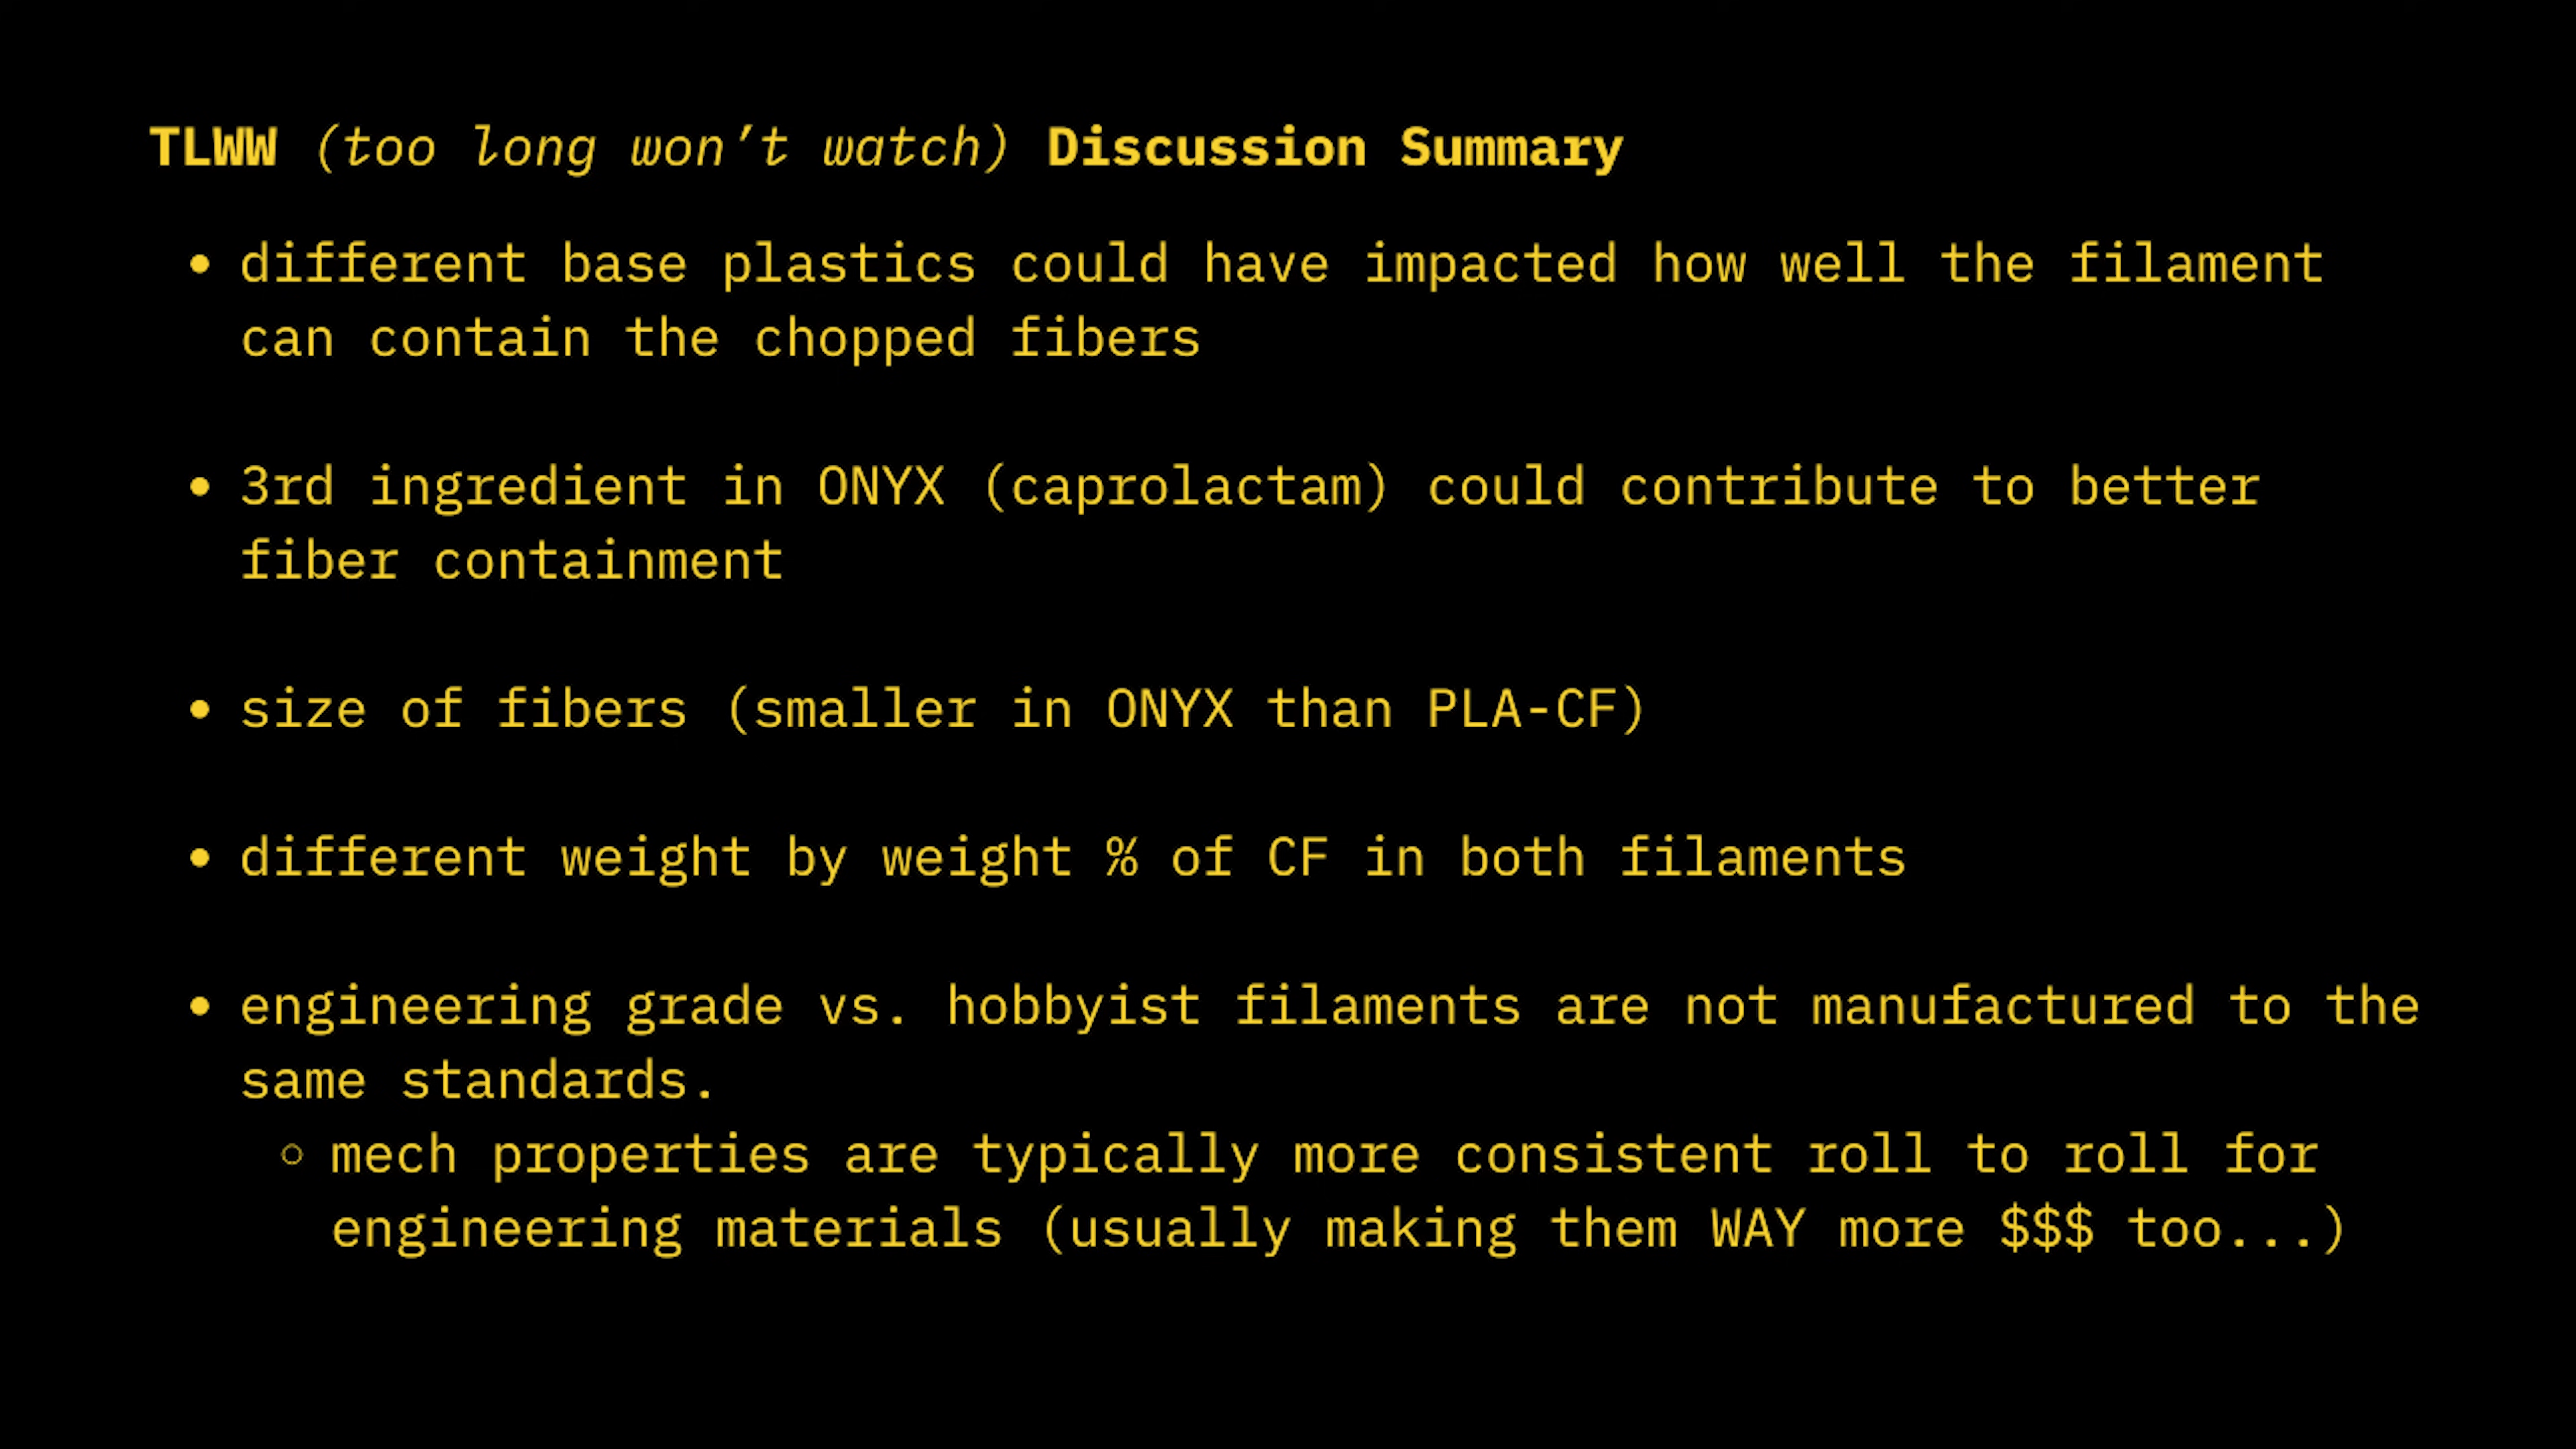 TLWW (too long won’t watch) Discussion Summary
• different base plastics could have impacted how well the filament
can contain the chopped fibers
• 3rd ingredient in ONYX (caprolactam) could contribute to better
fiber containment
• size of fibers (smaller in ONYX than PLA-CF)
• different weight by weight % of CF in both filaments
• engineering grade vs. hobbyist filaments are not manufactured to the
same standards.
◦ mech properties are typically more consistent roll to roll for
engineering materials (usually making them WAY more $$$ too...)